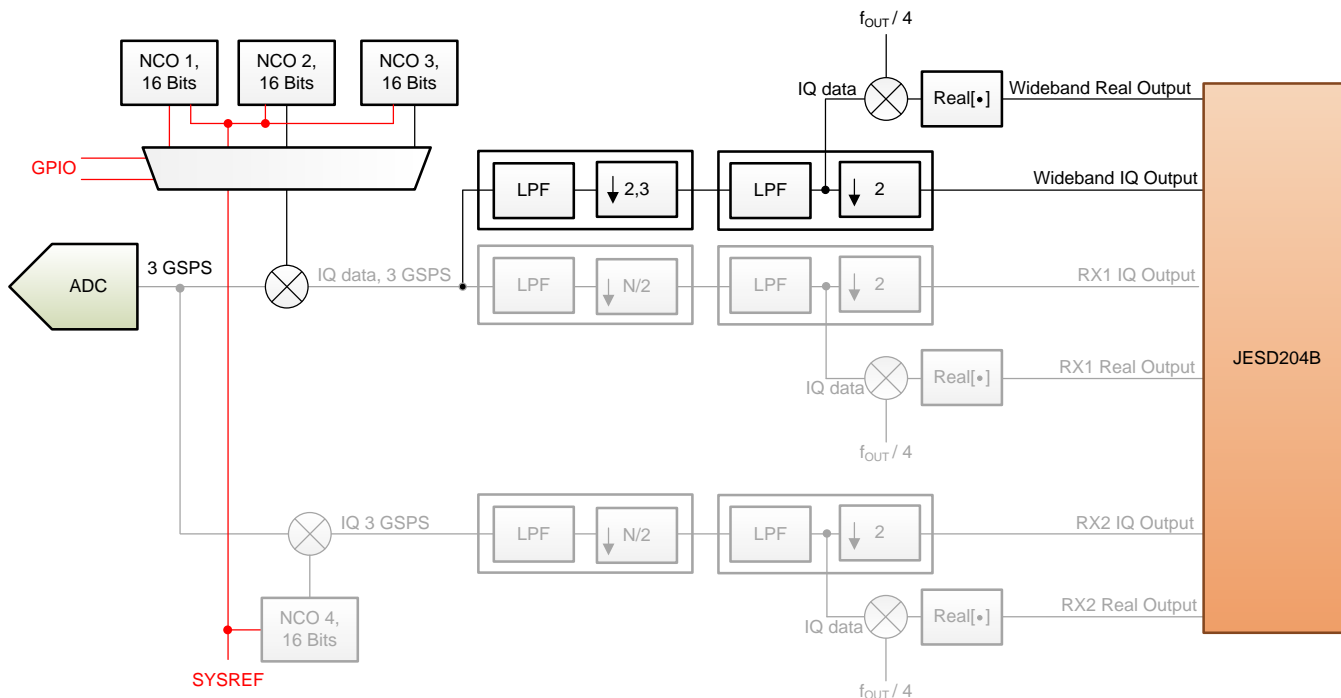 f_OUT / 4
NCO 1,
16 Bits
NCO 2,
16 Bits
NCO 3,
16 Bits
IQ data
Real[•]
Wideband Real Output
GPIO
LPF
2,3
LPF
2
Wideband IQ Output
ADC
3 GSPS
IQ data, 3 GSPS
LPF
N/2
LPF
2
RX1 IQ Output
JESD204B
IQ data
Real[•]
RX1 Real Output
f_OUT / 4
IQ 3 GSPS
LPF
N/2
LPF
2
RX2 IQ Output
NCO 4,
16 Bits
IQ data
Real[•]
RX2 Real Output
SYSREF
f_OUT / 4